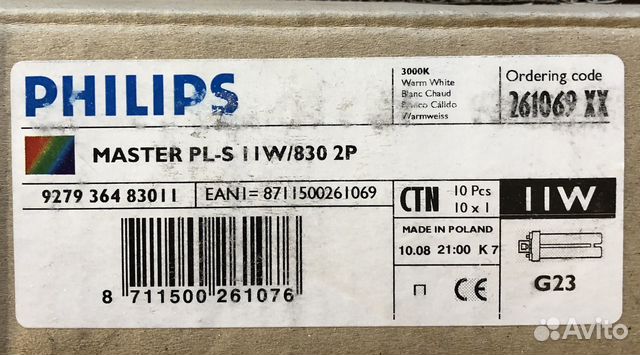 PHILIPS
3000K
Warm White
Blanc Chaud
Blanco Cálido
Warmweiss
Ordering code
261069 XX
MASTER PL-S 11W/830 2P
9279 364 83011
EAN1= 8711500261069
CTN
10 Pcs
10 x 1
11W
MADE IN POLAND
10.08 21:00 K 7
8 711500 261076
CE
G23
Avito